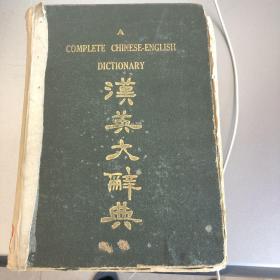 A
COMPLETE CHINESE-ENGLISH
DICTIONARY
漢英大辭典